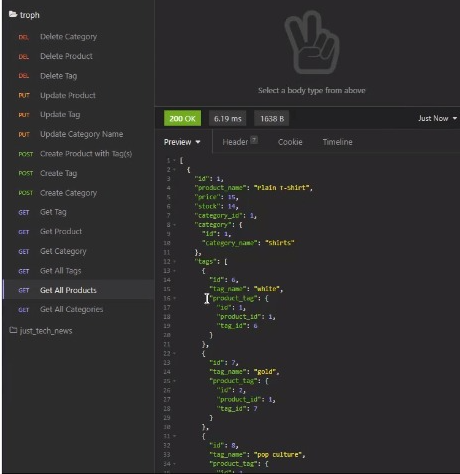 troph
DEL Delete Category
DEL Delete Product
DEL Delete Tag
PUT Update Product
PUT Update Tag
PUT Update Category Name
POST Create Product with Tag(s)
POST Create Tag
POST Create Category
GET Get Tag
GET Get Product
GET Get Category
GET Get All Tags
GET Get All Products
GET Get All Categories
just_tech_news
Select a body type from above
200 OK 6.19 ms 1638 B Just Now
Preview Header 7 Cookie Timeline
1 [
2 {
3 "id": 1,
4 "product_name": "Plain T-Shirt",
5 "price": 15,
6 "stock": 14,
7 "category_id": 1,
8 "category": {
9 "id": 1,
10 "category_name": "Shirts"
11 },
12 "tags": [
13 {
14 "id": 6,
15 "tag_name": "white",
16 "product_tag": {
17 "id": 1,
18 "product_id": 1,
19 "tag_id": 6
20 }
21 },
22 {
23 "id": 7,
24 "tag_name": "gold",
25 "product_tag": {
26 "id": 2,
27 "product_id": 1,
28 "tag_id": 7
29 }
30 },
31 {
32 "id": 8,
33 "tag_name": "pop culture",
34 "product_tag": {